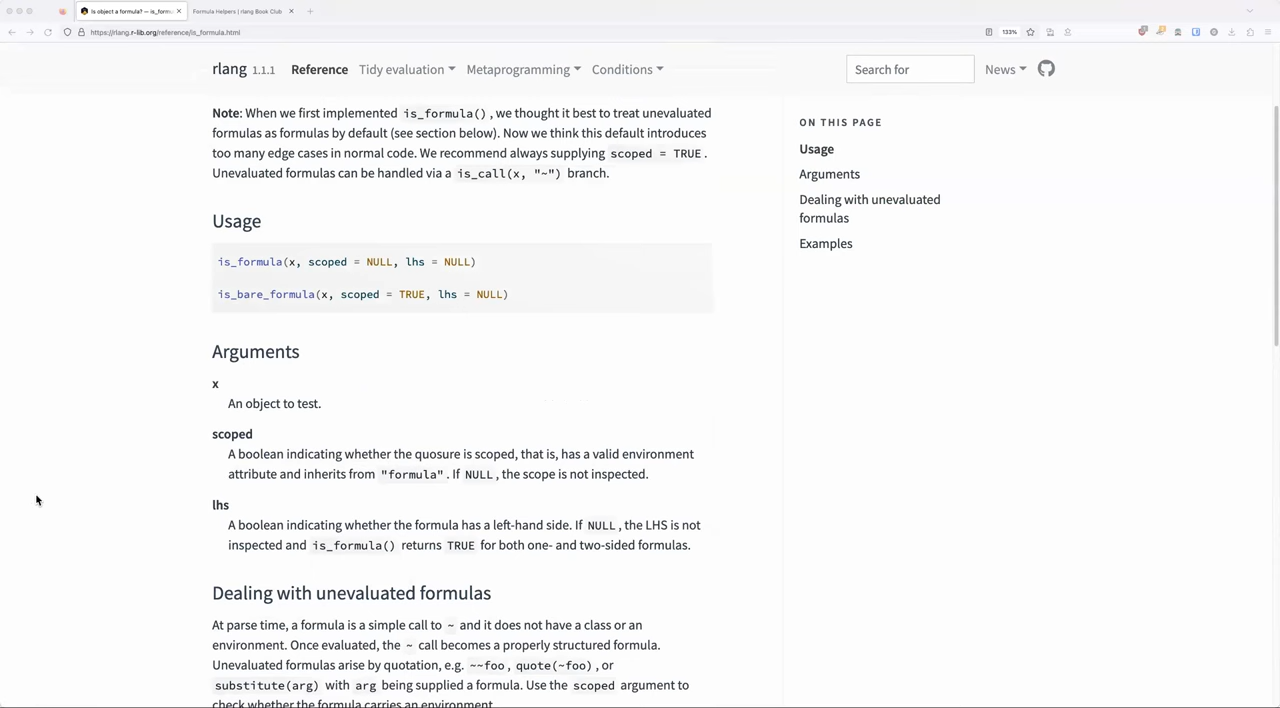 Is object a formula? — is_form…
Formula Helpers | rlang Book Club
https://rlang.r-lib.org/reference/is_formula.html
133%
rlang 1.1.1 Reference Tidy evaluation Metaprogramming Conditions
Search for
News
Note: When we first implemented is_formula() , we thought it best to treat unevaluated
formulas as formulas by default (see section below). Now we think this default introduces
too many edge cases in normal code. We recommend always supplying scoped = TRUE .
Unevaluated formulas can be handled via a is_call(x, "~") branch.
Usage
is_formula(x, scoped = NULL, lhs = NULL)
is_bare_formula(x, scoped = TRUE, lhs = NULL)
Arguments
x
An object to test.
scoped
A boolean indicating whether the quosure is scoped, that is, has a valid environment
attribute and inherits from "formula" . If NULL , the scope is not inspected.
lhs
A boolean indicating whether the formula has a left-hand side. If NULL , the LHS is not
inspected and is_formula() returns TRUE for both one- and two-sided formulas.
Dealing with unevaluated formulas
At parse time, a formula is a simple call to ~ and it does not have a class or an
environment. Once evaluated, the ~ call becomes a properly structured formula.
Unevaluated formulas arise by quotation, e.g. ~~foo , quote(~foo) , or
substitute(arg) with arg being supplied a formula. Use the scoped argument to
check whether the formula carries an environment.
ON THIS PAGE
Usage
Arguments
Dealing with unevaluated
formulas
Examples